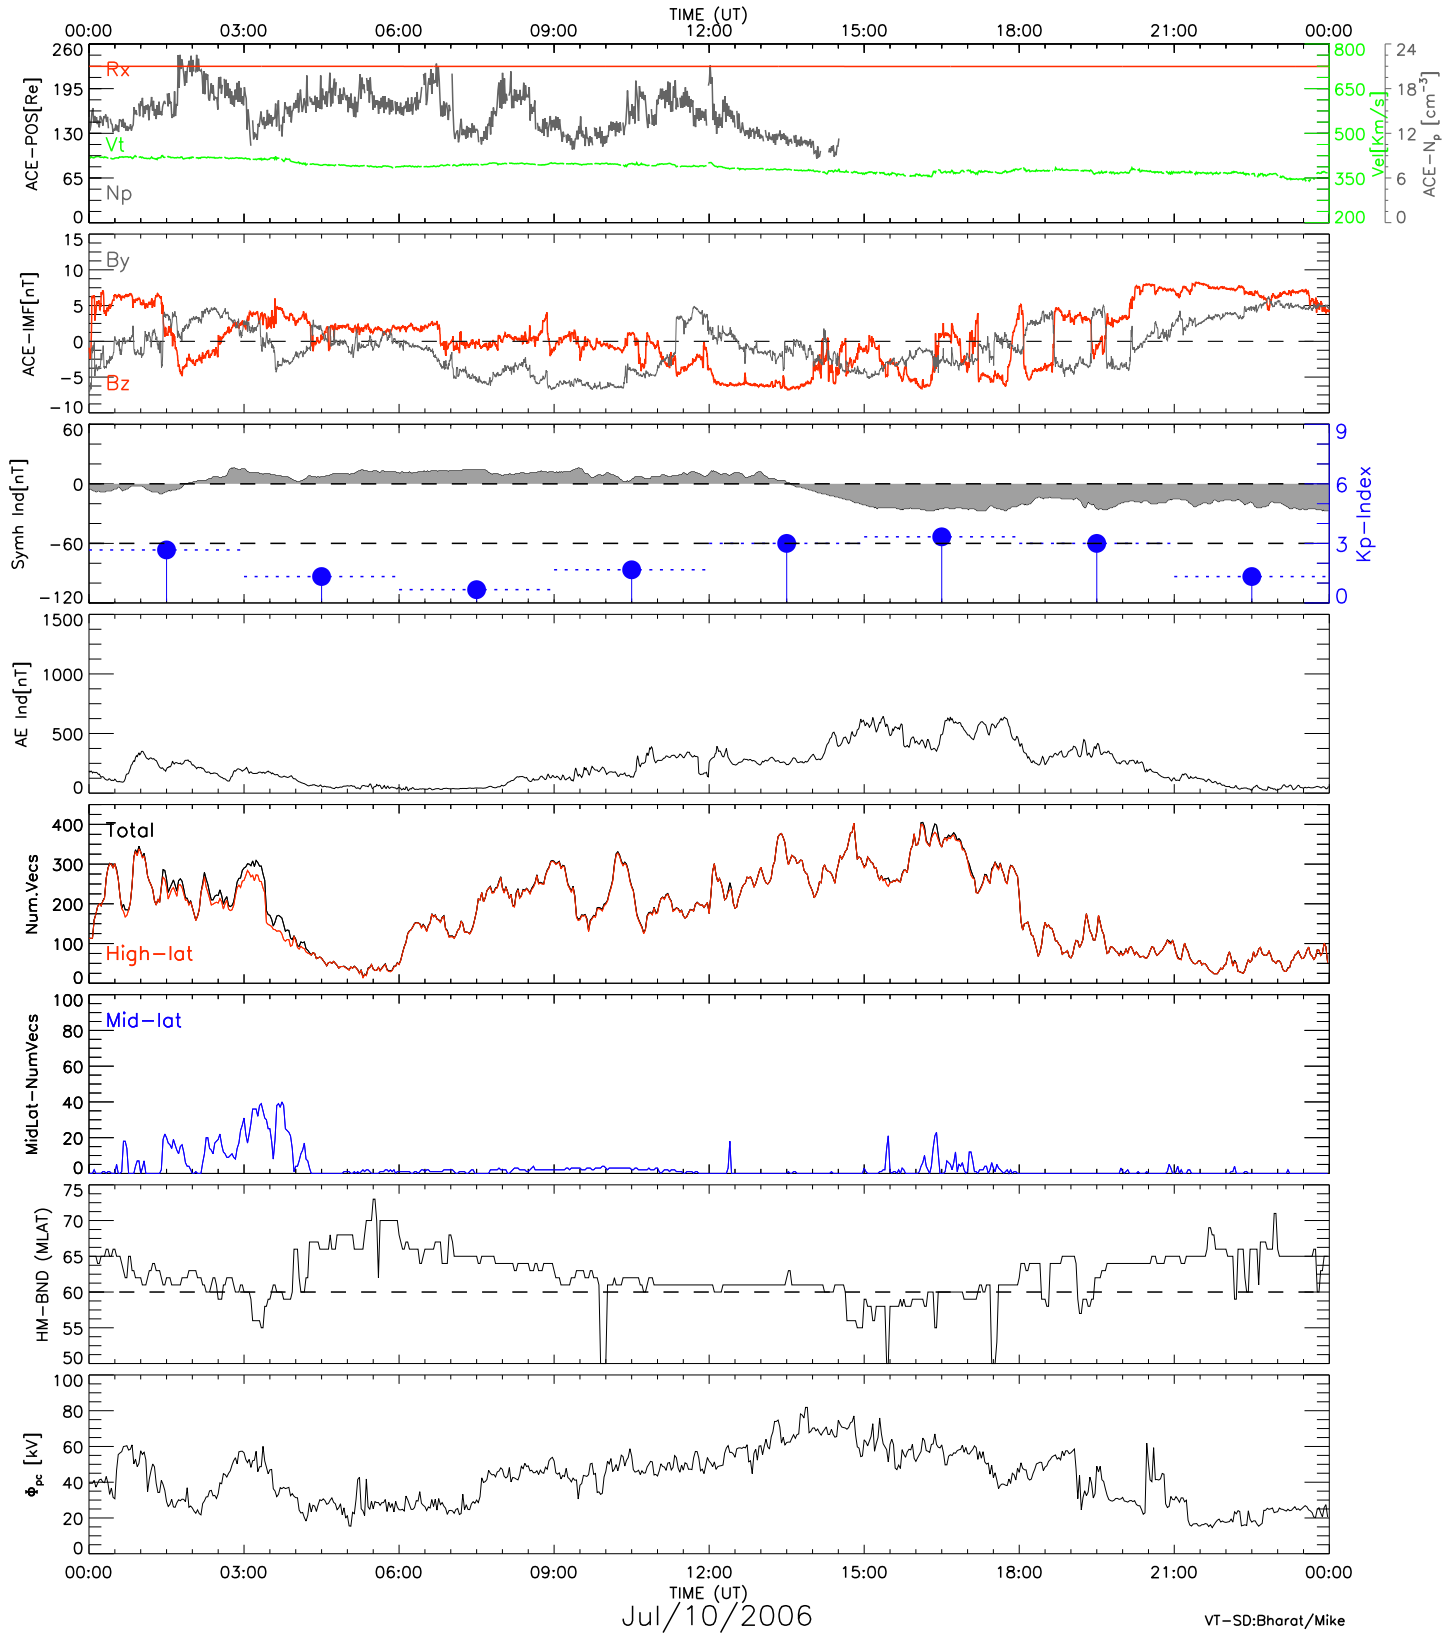 TIME (UT)
00:00 03:00 06:00 09:00 12:00 15:00 18:00 21:00 00:00
ACE-POS[Re]
260
195
130
65
0
Rx
Vt
Np
800
650
500
350
200
Vel[Km/s]
24
18
12
6
0
ACE-Np [cm-3]
ACE-IMF[nT]
15
10
5
0
-5
-10
By
Bz
Symh Ind[nT]
60
0
-60
-120
9
6
3
0
Kp-Index
AE Ind[nT]
1500
1000
500
0
Num.Vecs
400
300
200
100
0
Total
High-lat
MidLat-NumVecs
100
80
60
40
20
0
Mid-lat
HM-BND (MLAT)
75
70
65
60
55
50
Φpc [kV]
100
80
60
40
20
0
00:00 03:00 06:00 09:00 12:00 15:00 18:00 21:00 00:00
TIME (UT)
Jul/10/2006
VT-SD:Bharat/Mike